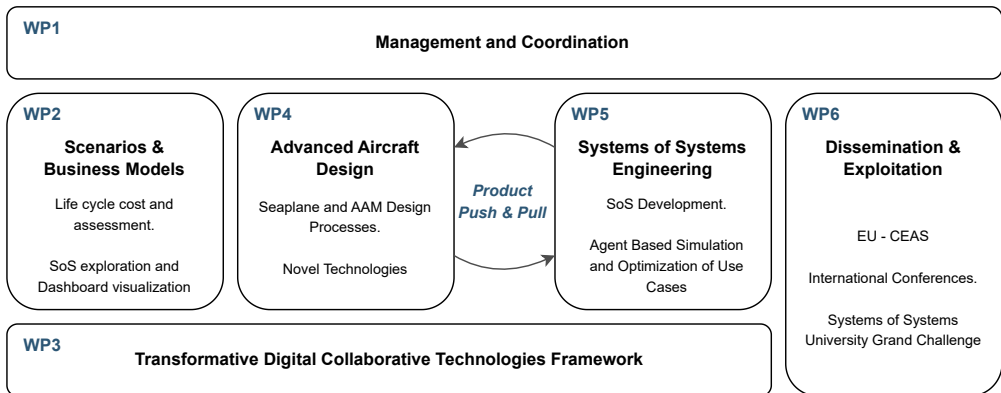 WP1
Management and Coordination
WP2
Scenarios &
Business Models
Life cycle cost and
assessment.
SoS exploration and
Dashboard visualization
WP4
Advanced Aircraft
Design
Seaplane and AAM Design
Processes.
Novel Technologies
Product
Push & Pull
WP5
Systems of Systems
Engineering
SoS Development.
Agent Based Simulation
and Optimization of Use
Cases
WP6
Dissemination &
Exploitation
EU - CEAS
International Conferences.
Systems of Systems
University Grand Challenge
WP3
Transformative Digital Collaborative Technologies Framework